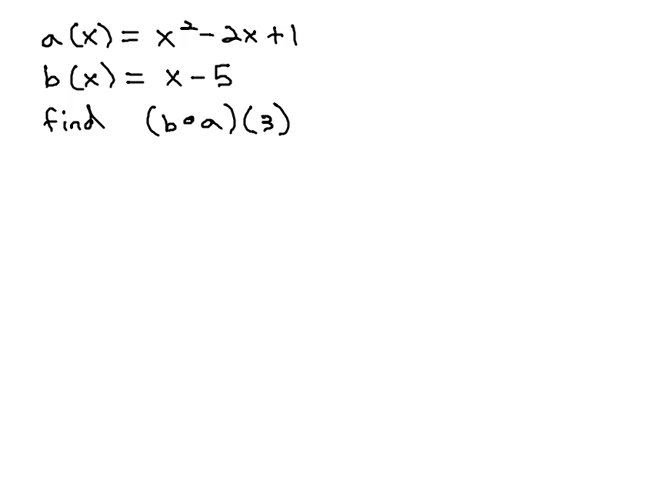 a(x) = x² - 2x + 1
b(x) = x - 5
find (b∘a)(3)